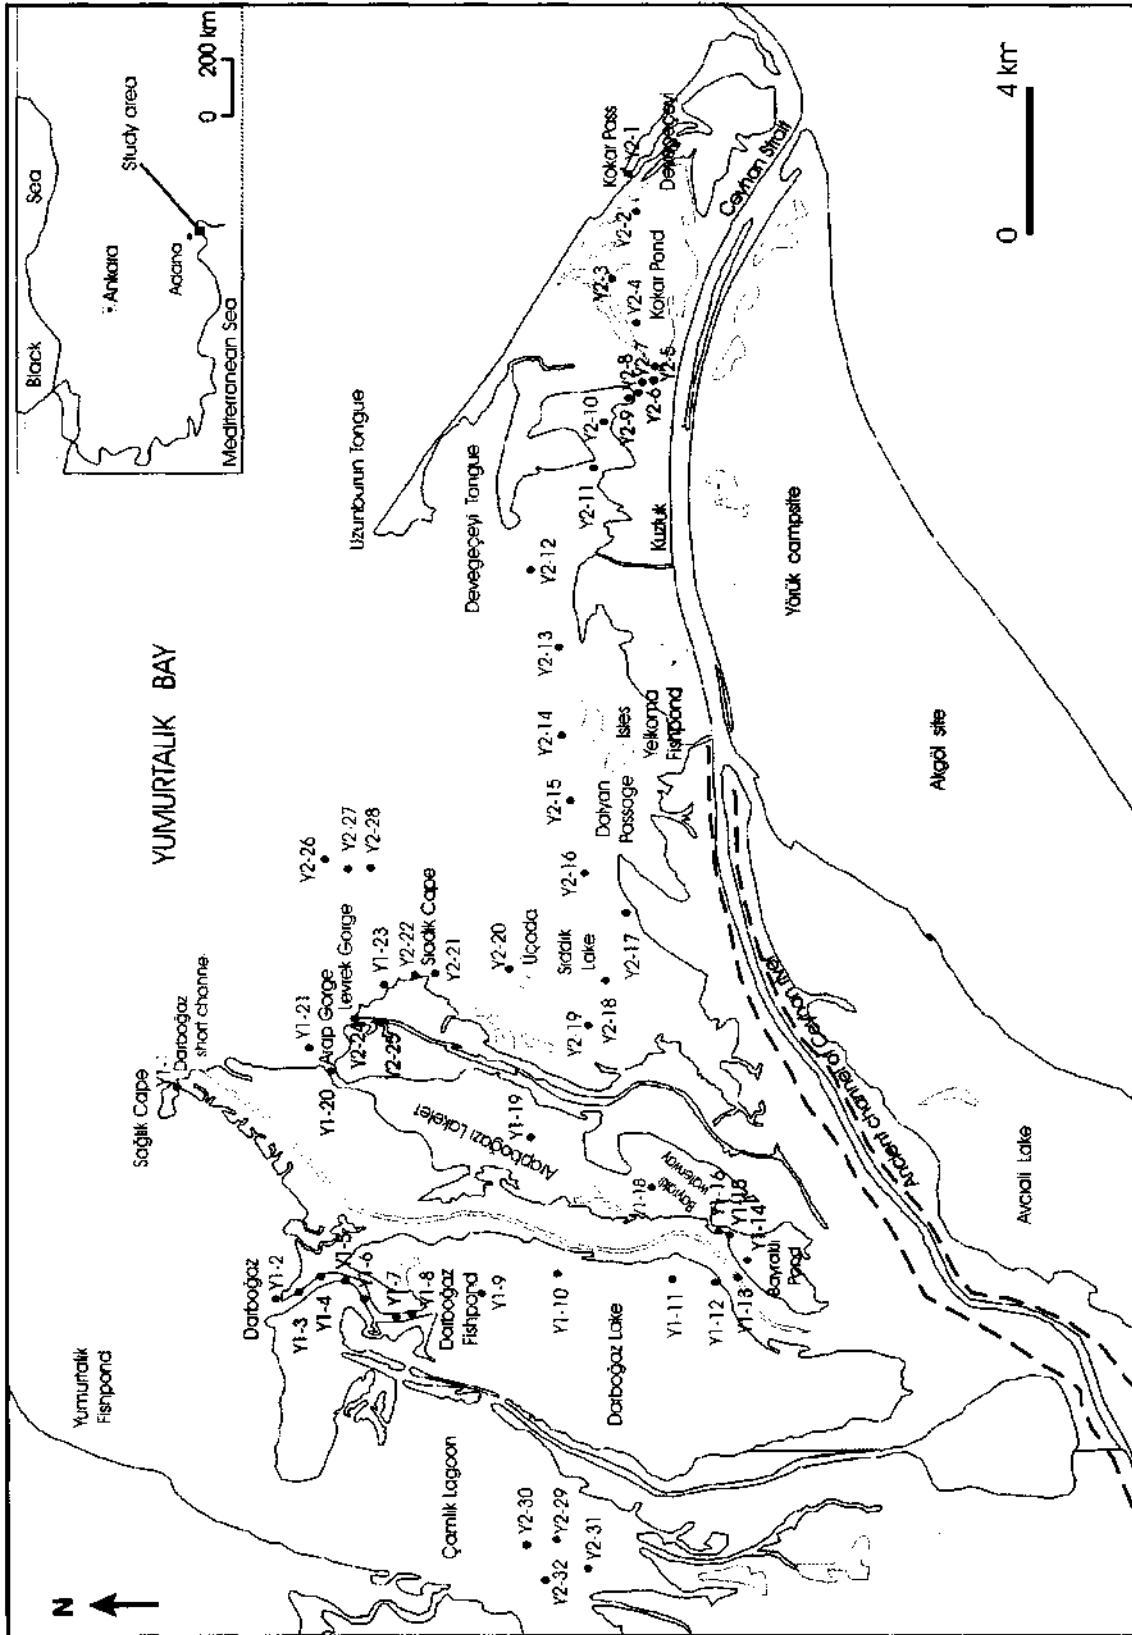 N
YUMURTALIK BAY
Black
Sea
Ankara
Adana
Study area
Mediterranean Sea
0
200 km
Yumurtalık
Fishpond
Sağlık Cape
Darboğaz
short channel
Y1-21
Arap Gorge
Levrek Gorge
Y1-20
Y2-24
Y2-25
Y1-23
Y2-22
Sıddık Cape
Y2-21
Y2-26
Y2-27
Y2-28
Uzunburun Tongue
Devegeçeyi Tongue
Darboğaz
Y1-2
Y1-3
Y1-4
Y1-5
Y1-6
Y1-7
Y1-8
Darboğaz
Fishpond
Y1-9
Y1-10
Y1-11
Y1-12
Y1-13
Y1-14
Y1-15
Y1-16
Bayraklı
Pond
Bayraklı
waterway
Y1-18
Y1-19
Arapboğazı Lakelet
Darboğaz Lake
Çamlık Lagoon
Y2-30
Y2-29
Y2-32
Y2-31
Y2-20
Uçada
Sıddık
Lake
Y2-19
Y2-18
Y2-17
Y2-16
Dalyan
Passage
Y2-15
Y2-14
Isles
Yelkoma
Fishpond
Y2-13
Y2-12
Kuzluk
Y2-11
Y2-10
Y2-9
Y2-8
Y2-7
Y2-6
Y2-5
Y2-4
Kokar Pond
Y2-3
Y2-2
Kokar Pass
Y2-1
Devegeçeyi
Ceyhan Strait
Yörük campsite
Akgöl site
Ancient channel of Ceyhan river
Avcıali Lake
0
4 km